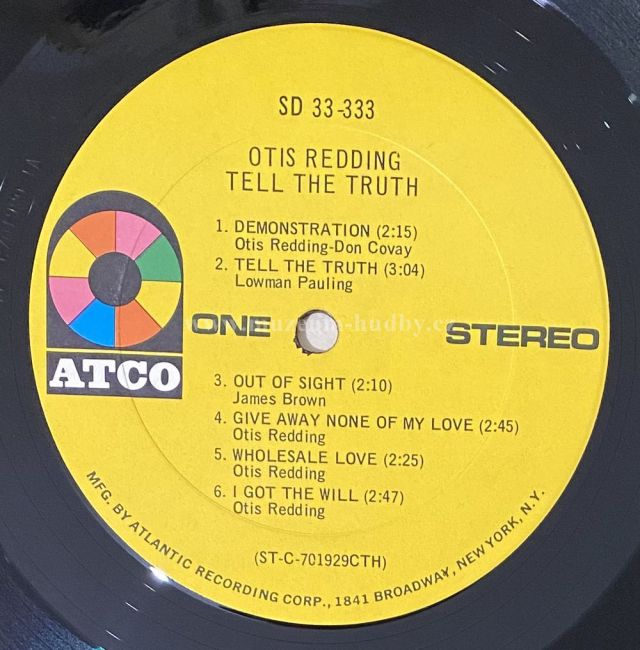 SD 33-333
OTIS REDDING
TELL THE TRUTH
1. DEMONSTRATION (2:15)
Otis Redding-Don Covay
2. TELL THE TRUTH (3:04)
Lowman Pauling
ONE
STEREO
ATCO
3. OUT OF SIGHT (2:10)
James Brown
4. GIVE AWAY NONE OF MY LOVE (2:45)
Otis Redding
5. WHOLESALE LOVE (2:25)
Otis Redding
6. I GOT THE WILL (2:47)
Otis Redding
(ST-C-701929CTH)
MFG. BY ATLANTIC RECORDING CORP., 1841 BROADWAY, NEW YORK, N.Y.